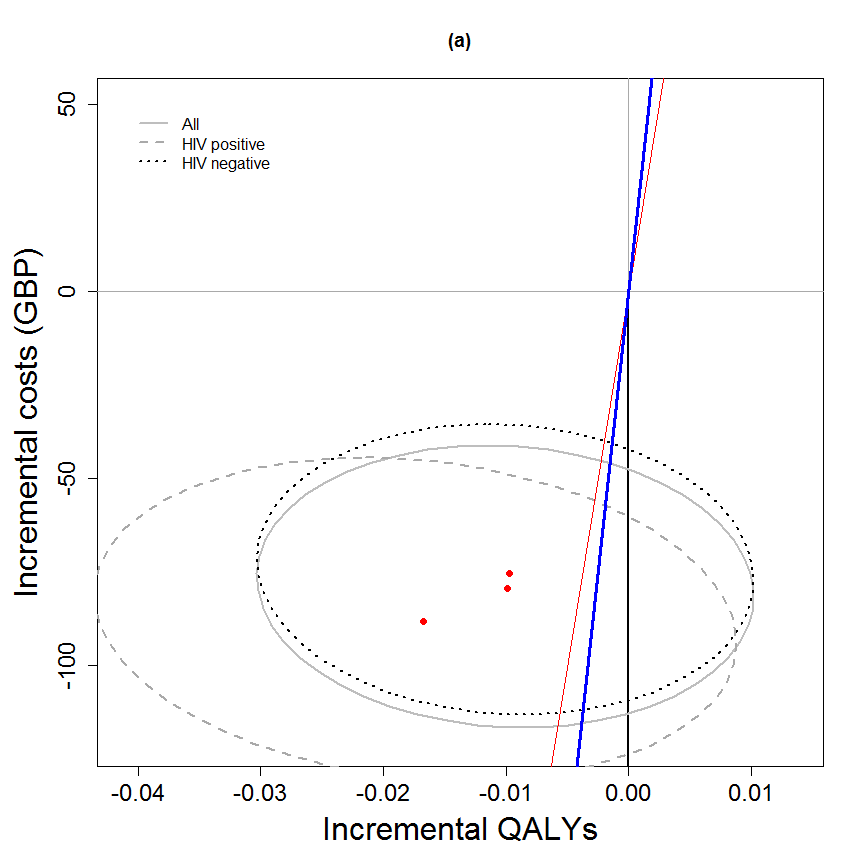 (a)
All
HIV positive
HIV negative
Incremental costs (GBP)
50
0
-50
-100
-0.04 -0.03 -0.02 -0.01 0.00 0.01
Incremental QALYs